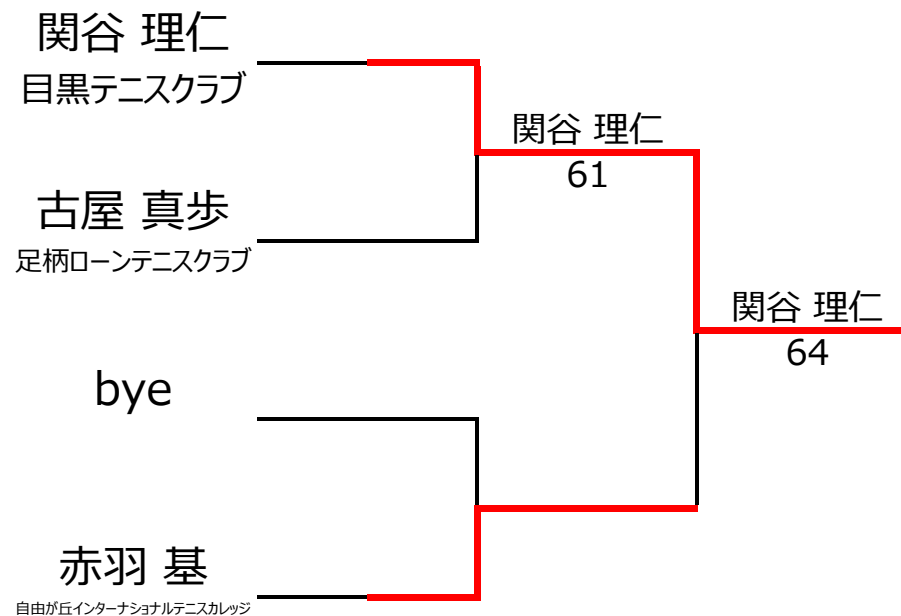 関谷 理仁
目黒テニスクラブ
関谷 理仁
61
古屋 真歩
足柄ローンテニスクラブ
関谷 理仁
64
bye
赤羽 基
自由が丘インターナショナルテニスカレッジ